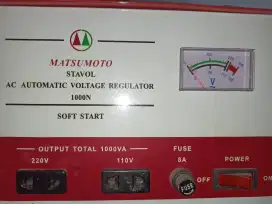 MATSUMOTO
STAVOL
AC AUTOMATIC VOLTAGE REGULATOR
1000N
SOFT START
V
OUTPUT TOTAL 1000VA
220V
110V
FUSE
8A
FUSE
POWER
OFF
ON